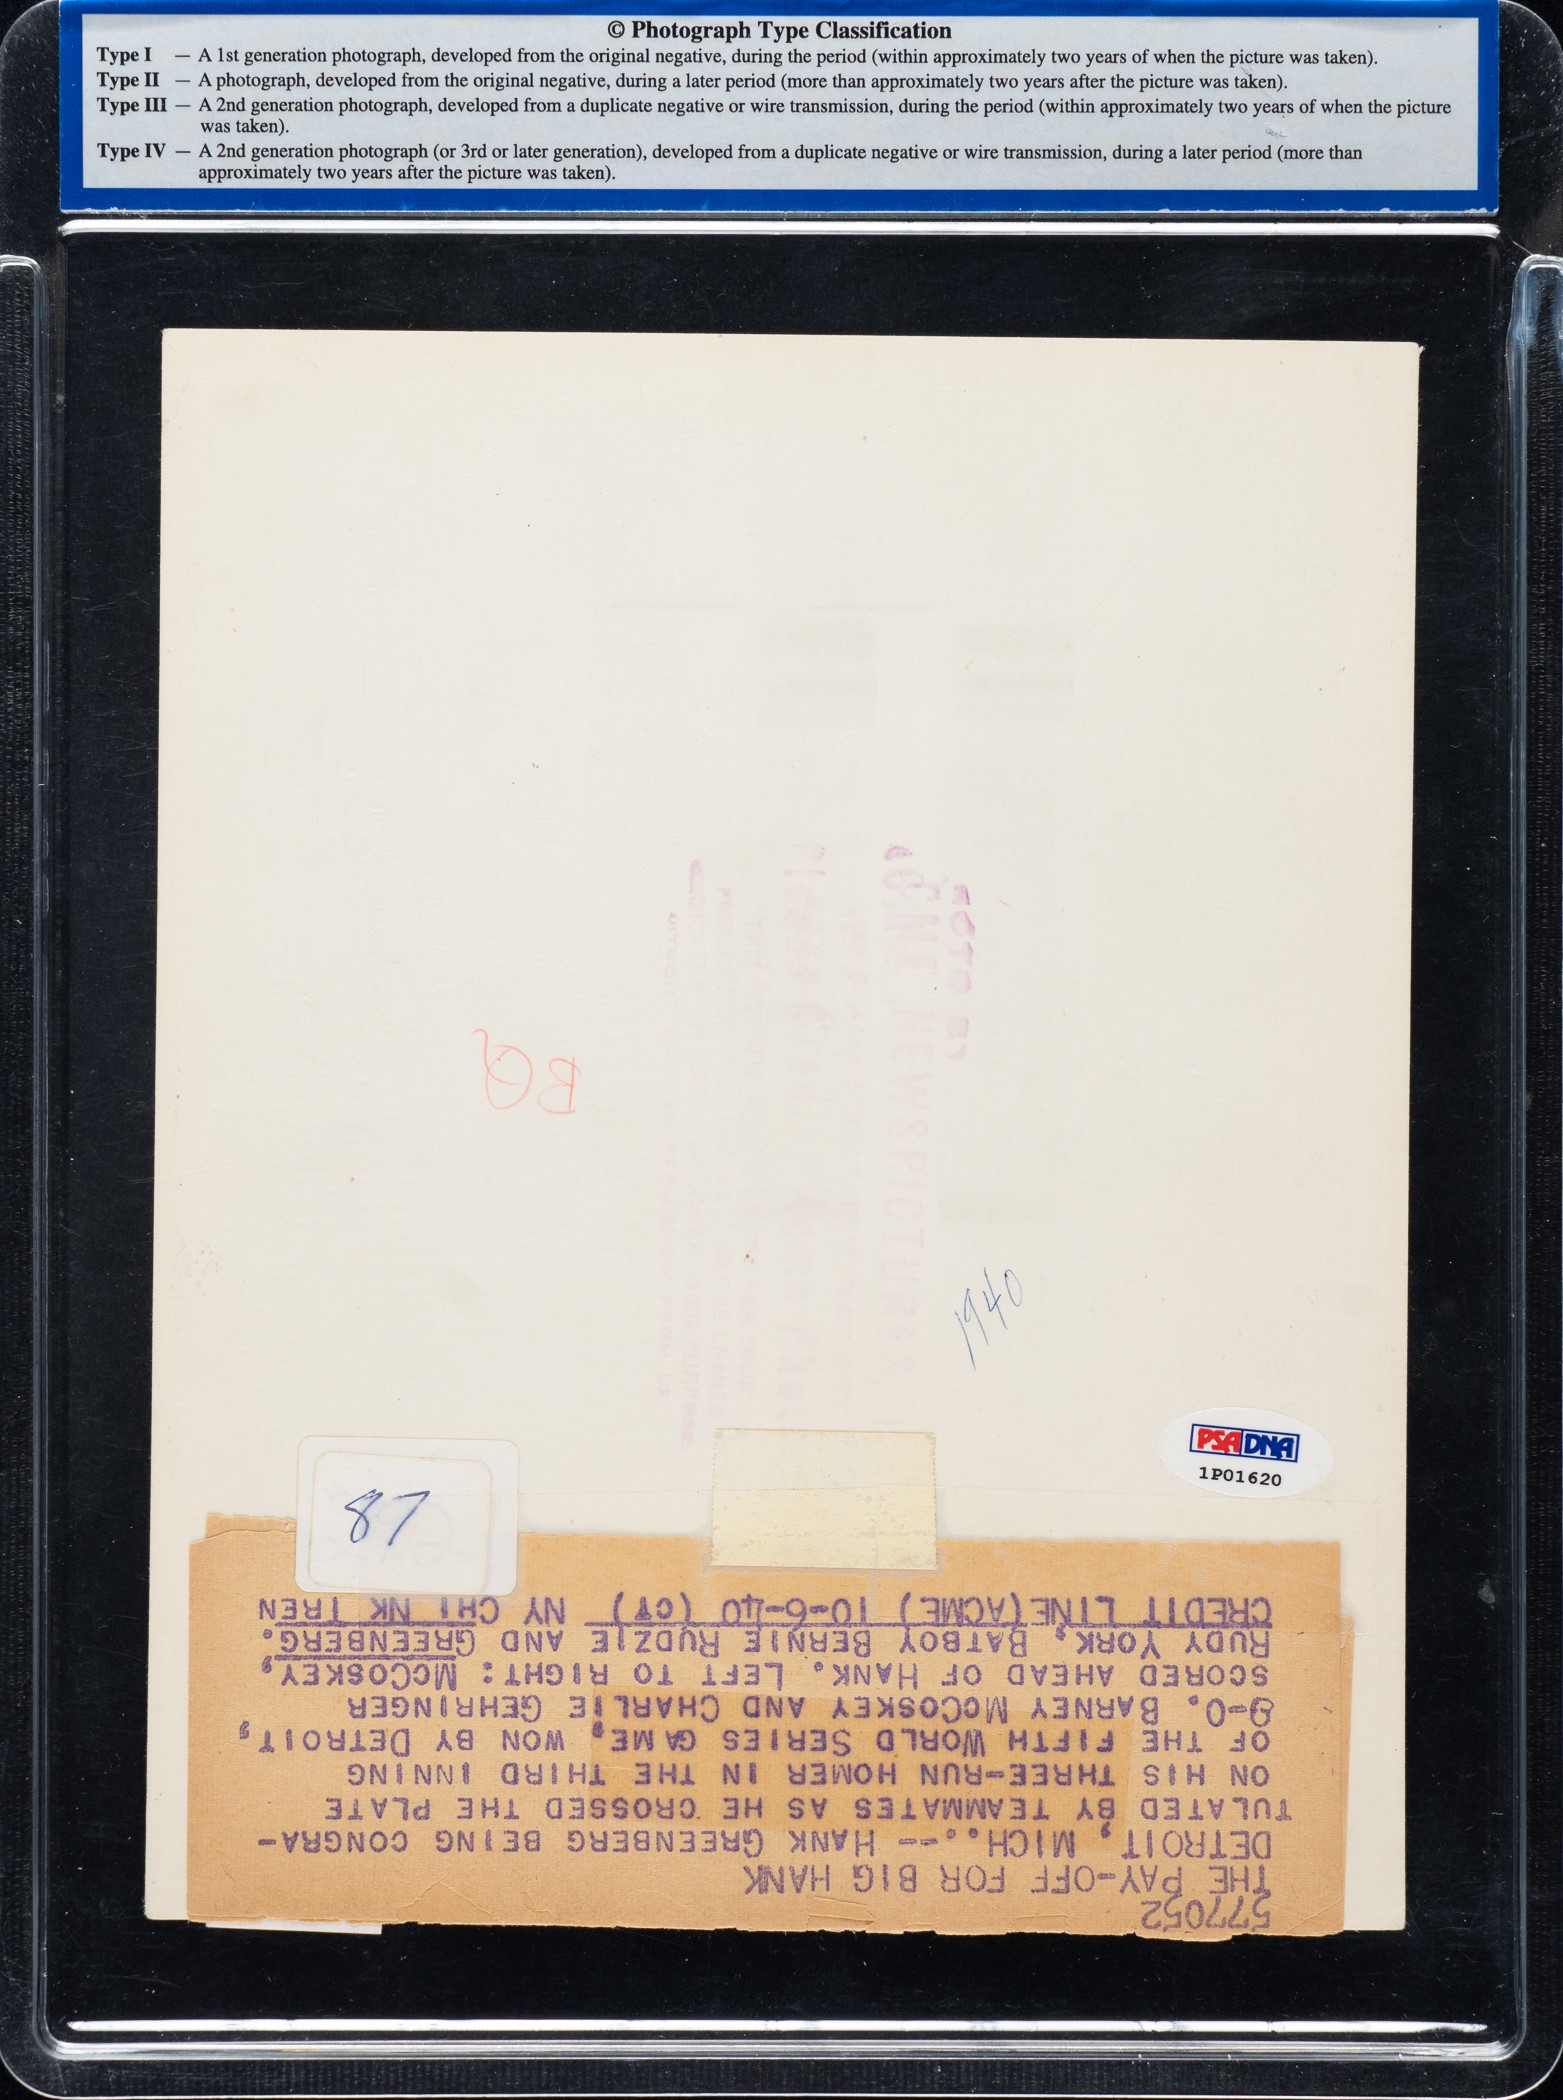 © Photograph Type Classification
Type I — A 1st generation photograph, developed from the original negative, during the period (within approximately two years of when the picture was taken).
Type II — A photograph, developed from the original negative, during a later period (more than approximately two years after the picture was taken).
Type III — A 2nd generation photograph, developed from a duplicate negative or wire transmission, during the period (within approximately two years of when the picture
was taken).
Type IV — A 2nd generation photograph (or 3rd or later generation), developed from a duplicate negative or wire transmission, during a later period (more than
approximately two years after the picture was taken).
PHOTO BY
ACME NEWSPICTURES
BQ
1940
PSA DNA
1P01620
87
577052
THE PAY-OFF FOR BIG HANK
DETROIT, MICH.-- HANK GREENBERG BEING CONGRA-
TULATED BY TEAMMATES AS HE CROSSED THE PLATE
ON HIS THREE-RUN HOMER IN THE THIRD INNING
OF THE FIFTH WORLD SERIES GAME, WON BY DETROIT,
8-0. BARNEY MCCOSKEY AND CHARLIE GEHRINGER
SCORED AHEAD OF HANK. LEFT TO RIGHT: MCCOSKEY,
RUDY YORK, BATBOY BERNIE RUDZIE AND GREENBERG.
CREDIT LINE(ACME) 10-6-40 (CT) NY CHI NK TREN